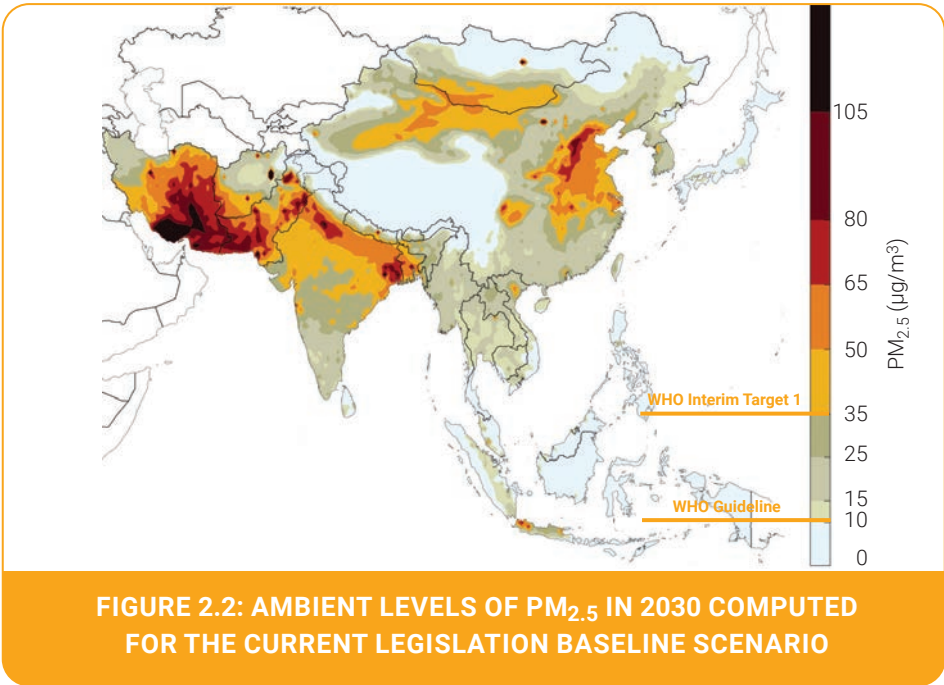 105
80
65
50
35
25
15
10
0
PM2.5 (µg/m³)
WHO Interim Target 1
WHO Guideline
FIGURE 2.2: AMBIENT LEVELS OF PM2.5 IN 2030 COMPUTED
FOR THE CURRENT LEGISLATION BASELINE SCENARIO